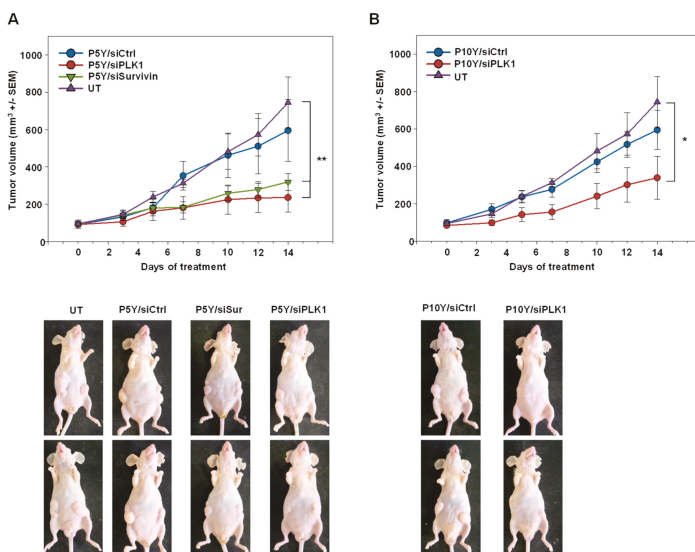 A
P5Y/siCtrl
P5Y/siPLK1
P5Y/siSurvivin
UT
Tumor volume (mm³ +/- SEM)
1000
800
600
400
200
0
**
0 2 4 6 8 10 12 14
Days of treatment
B
P10Y/siCtrl
P10Y/siPLK1
UT
Tumor volume (mm³ +/- SEM)
1000
800
600
400
200
0
*
0 2 4 6 8 10 12 14
Days of treatment
UT P5Y/siCtrl P5Y/siSur P5Y/siPLK1
P10Y/siCtrl P10Y/siPLK1